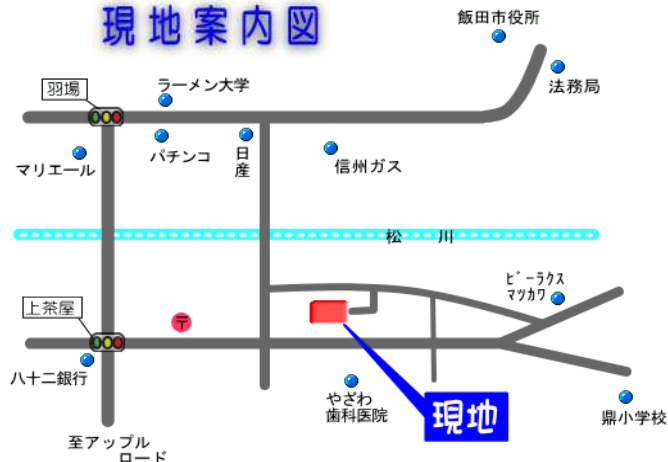 現地案内図
飯田市役所
法務局
羽場
ラーメン大学
マリエール
パチンコ
日産
信州ガス
松川
ビーラクス
マツカワ
上茶屋
〒
八十二銀行
やざわ
歯科医院
現地
鼎小学校
至アップル
ロード